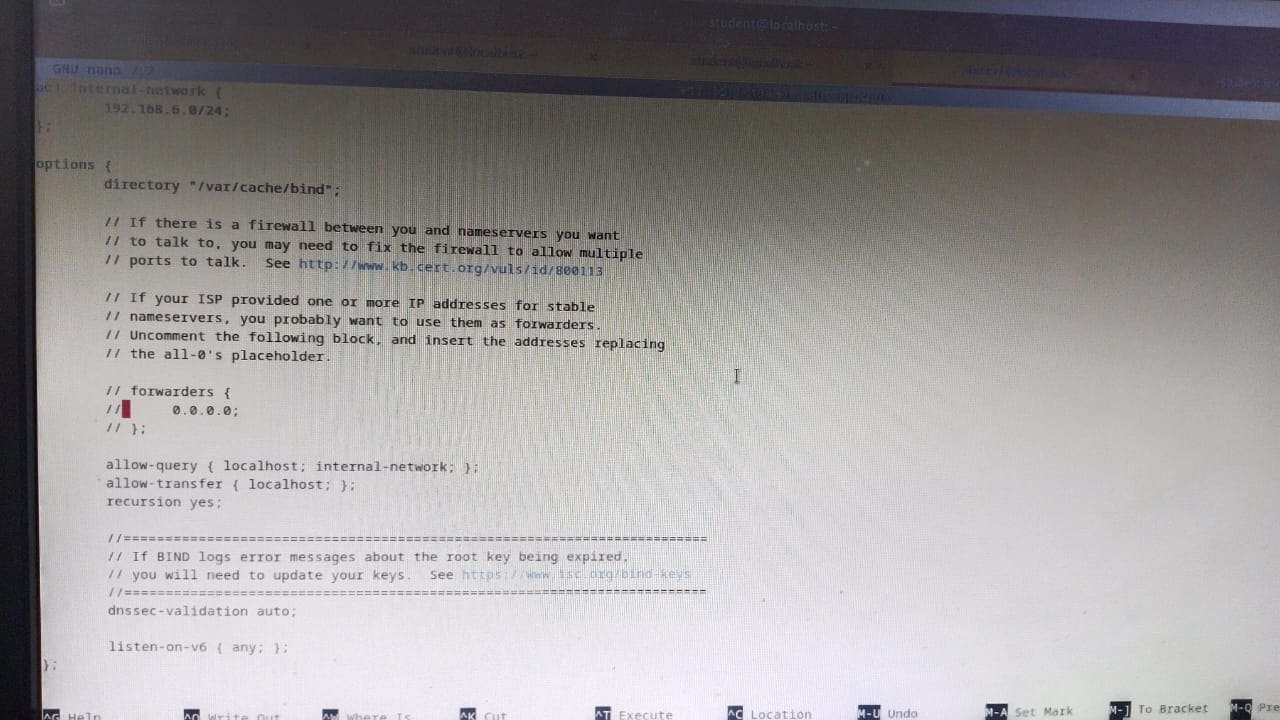 student@localhost: ~
student@localhost: ~
GNU nano 7.2
acl internal-network {
192.168.6.0/24;
};
options {
directory "/var/cache/bind";
// If there is a firewall between you and nameservers you want
// to talk to, you may need to fix the firewall to allow multiple
// ports to talk.  See http://www.kb.cert.org/vuls/id/800113
// If your ISP provided one or more IP addresses for stable
// nameservers, you probably want to use them as forwarders.
// Uncomment the following block, and insert the addresses replacing
// the all-0's placeholder.
// forwarders {
//      0.0.0.0;
// };
allow-query { localhost; internal-network; };
allow-transfer { localhost; };
recursion yes;
//========================================================================
// If BIND logs error messages about the root key being expired,
// you will need to update your keys.  See https://www.isc.org/bind-keys
//========================================================================
dnssec-validation auto;
listen-on-v6 { any; };
};
^G Help ^O Write Out ^W Where Is ^K Cut ^T Execute ^C Location M-U Undo M-A Set Mark M-] To Bracket M-Q Pre